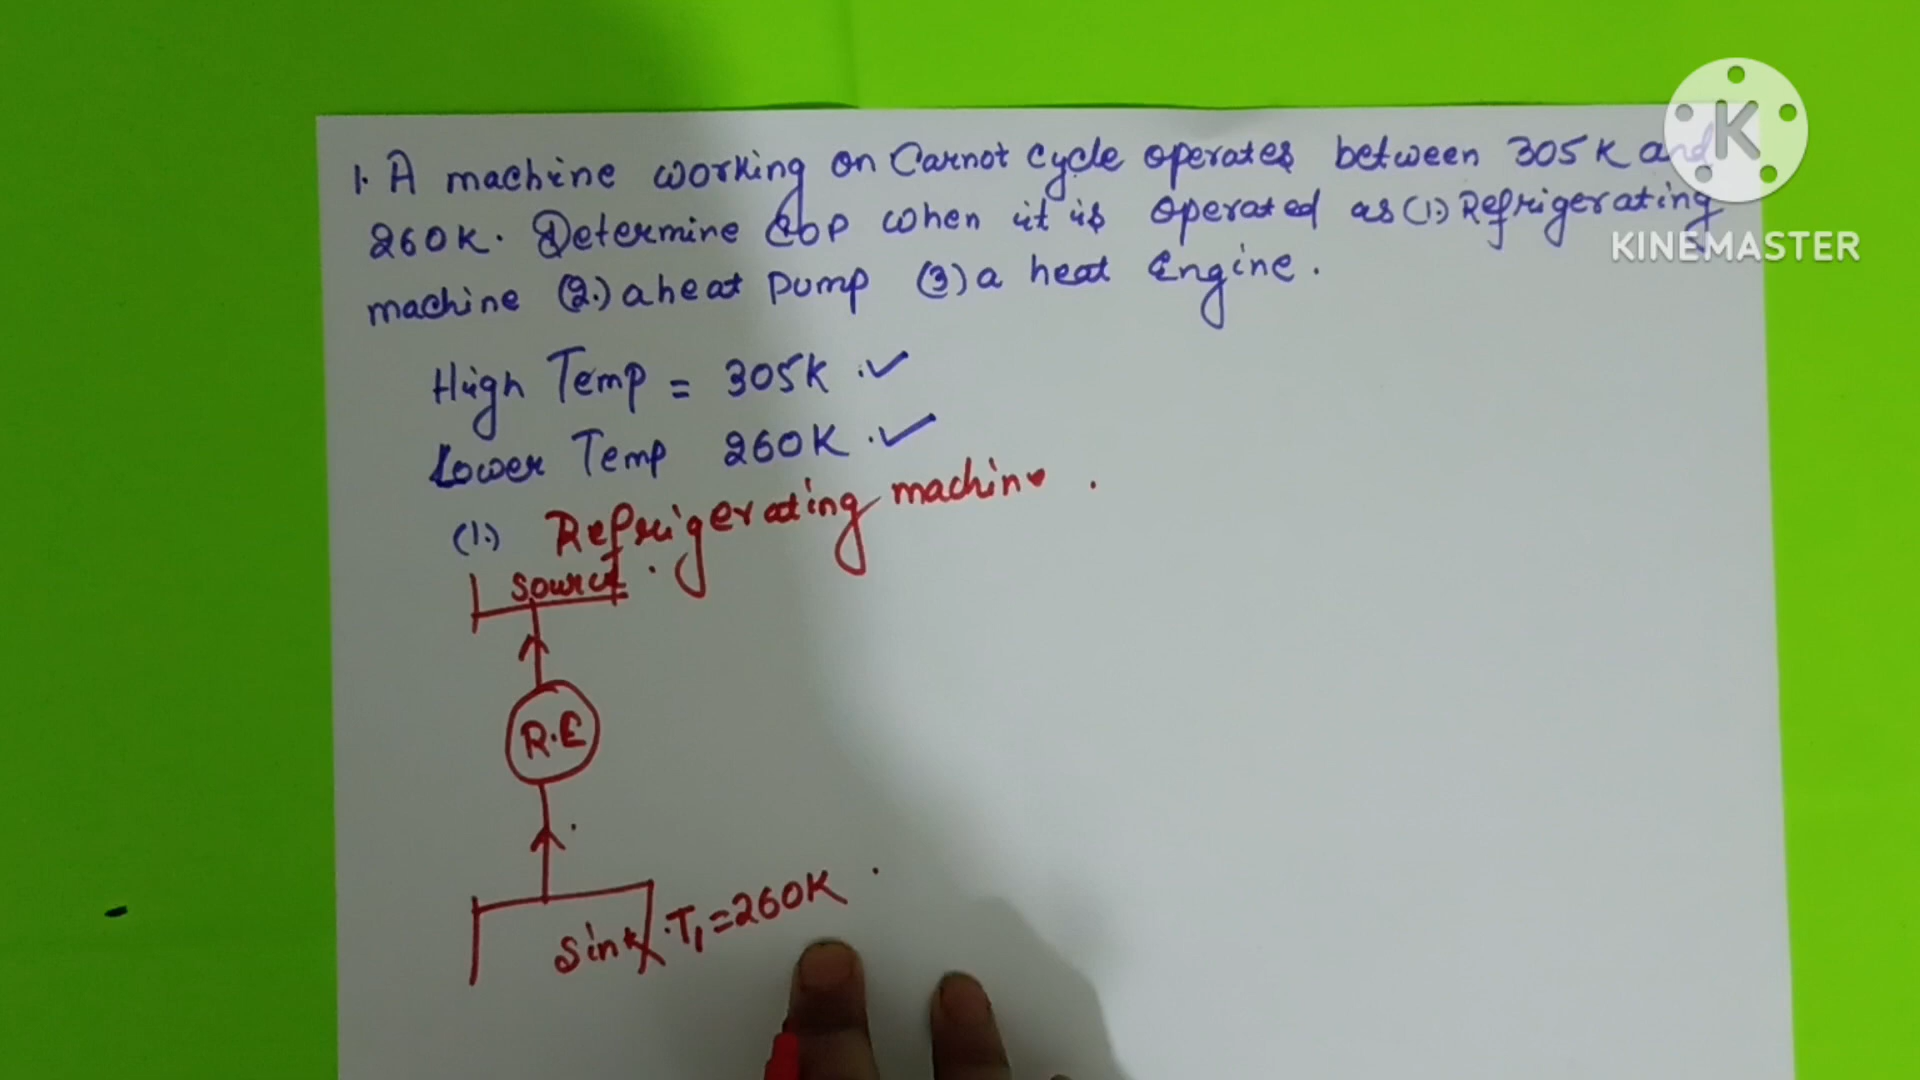 1. A machine working on Carnot cycle operates between 305K and
260K. Determine COP when it is operated as (1.) Refrigerating
machine (2.) a heat pump (3) a heat Engine.
High Temp = 305K
Lower Temp 260K
(1.) Refrigerating machine.
Source
R.E
Sink T1=260K
K
KINEMASTER